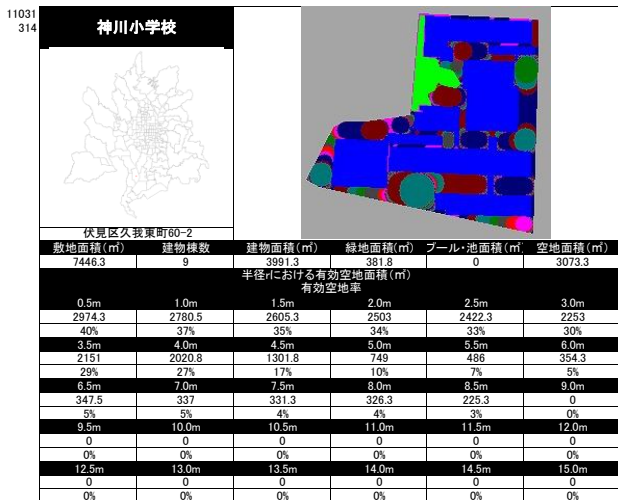 11031
314
神川小学校
伏見区久我東町60-2
敷地面積(㎡) 建物棟数 建物面積(㎡) 緑地面積(㎡) プール・池面積(㎡) 空地面積(㎡)
7446.3 9 3991.3 381.8 0 3073.3
半径rにおける有効空地面積(㎡)
有効空地率
0.5m 1.0m 1.5m 2.0m 2.5m 3.0m
2974.3 2780.5 2605.3 2503 2422.3 2253
40% 37% 35% 34% 33% 30%
3.5m 4.0m 4.5m 5.0m 5.5m 6.0m
2151 2020.8 1301.8 749 486 354.3
29% 27% 17% 10% 7% 5%
6.5m 7.0m 7.5m 8.0m 8.5m 9.0m
347.5 337 331.3 326.3 225.3 0
5% 5% 4% 4% 3% 0%
9.5m 10.0m 10.5m 11.0m 11.5m 12.0m
0 0 0 0 0 0
0% 0% 0% 0% 0% 0%
12.5m 13.0m 13.5m 14.0m 14.5m 15.0m
0 0 0 0 0 0
0% 0% 0% 0% 0% 0%